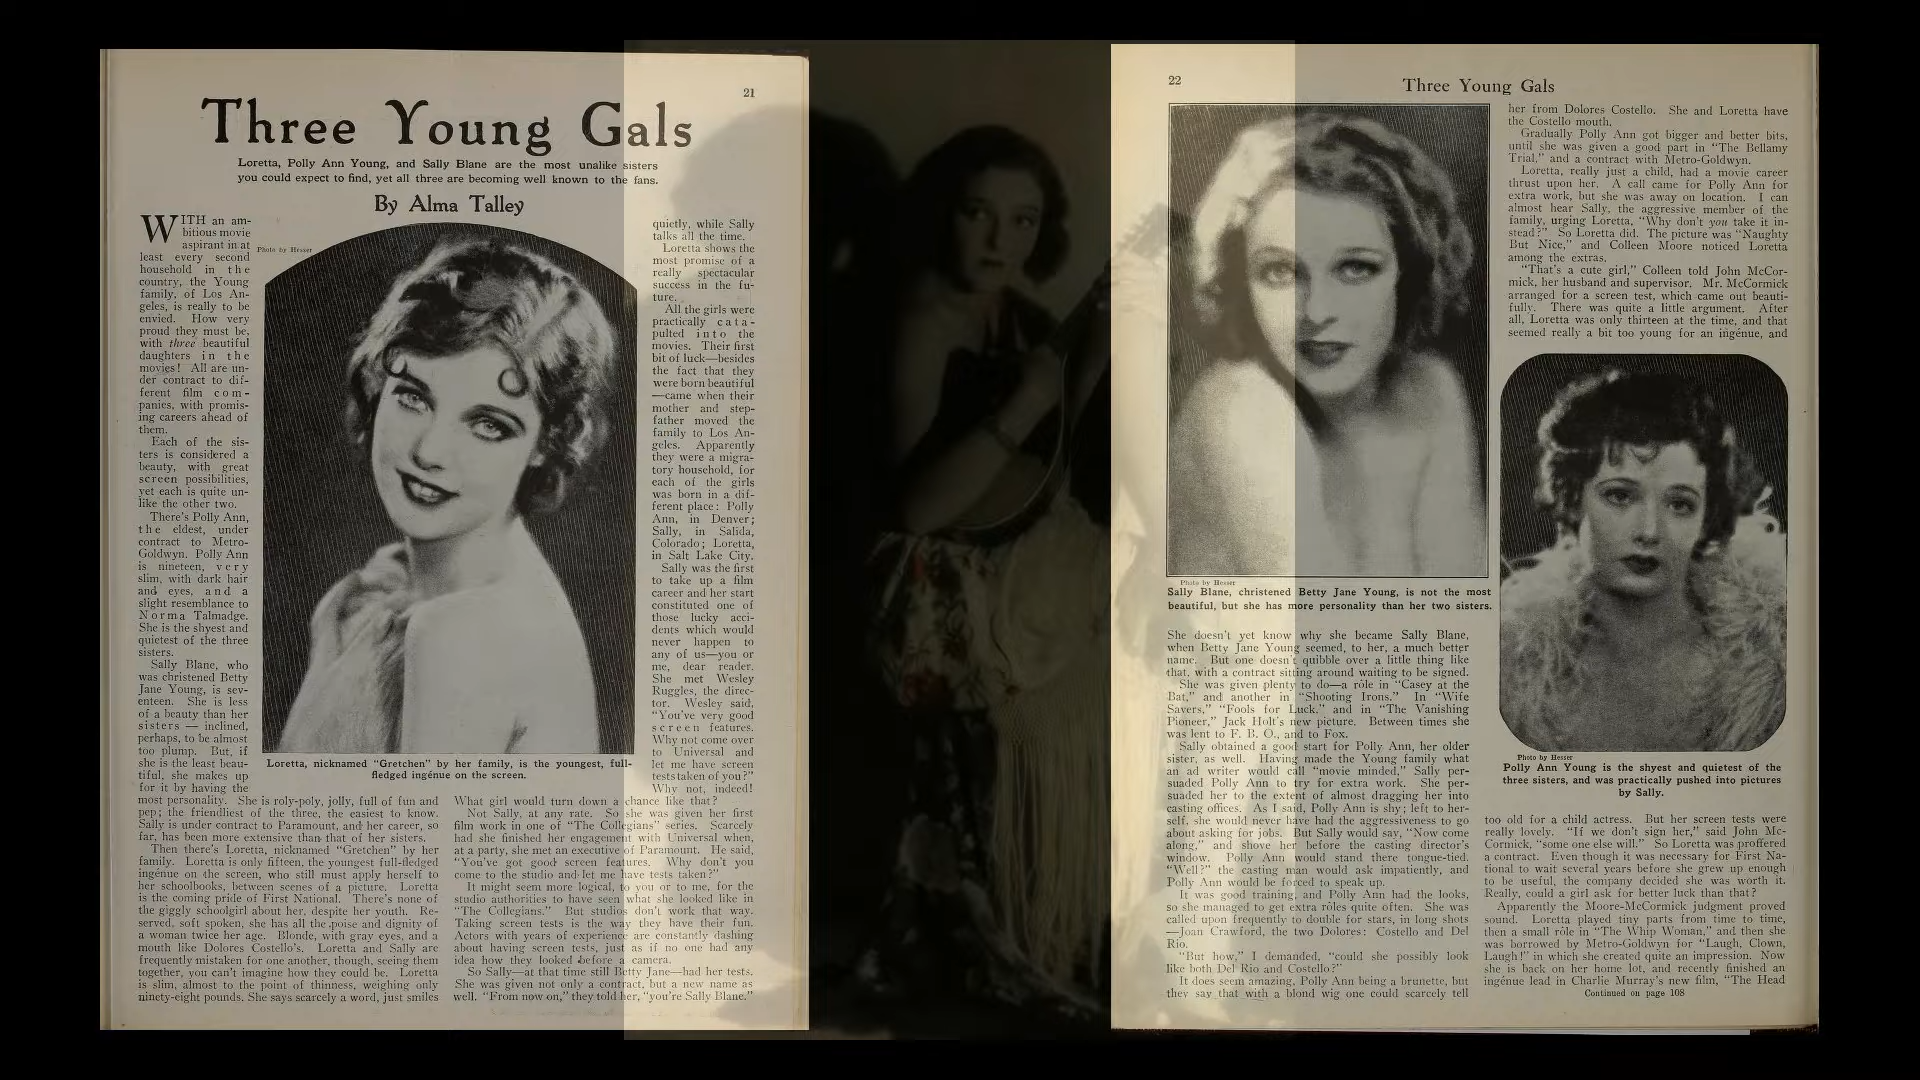 21
Three Young Gals
Loretta, Polly Ann Young, and Sally Blane are the most unalike sisters
you could expect to find, yet all three are becoming well known to the fans.
By Alma Talley
WITH an am-
bitious movie
aspirant in at
least every second
household in the
country, the Young
family, of Los An-
geles, is really to be
envied. How very
proud they must be,
with three beautiful
daughters in the
movies! All are un-
der contract to dif-
ferent film com-
panies, with promis-
ing careers ahead of
them.
Each of the sis-
ters is considered a
beauty, with great
screen possibilities,
yet each is quite un-
like the other two.
There's Polly Ann,
the eldest, under
contract to Metro-
Goldwyn. Polly Ann
is nineteen, very
slim, with dark hair
and eyes, and a
slight resemblance to
Norma Talmadge.
She is the shyest and
quietest of the three
sisters.
Sally Blane, who
was christened Betty
Jane Young, is sev-
enteen. She is less
of a beauty than her
sisters — inclined,
perhaps, to be almost
too plump. But, if
she is the least beau-
tiful, she makes up
for it by having the
most personality. She is roly-poly, jolly, full of fun and
pep; the friendliest of the three, the easiest to know.
Sally is under contract to Paramount, and her career, so
far, has been more extensive than that of her sisters.
Then there's Loretta, nicknamed "Gretchen" by her
family. Loretta is only fifteen, the youngest full-fledged
ingénue on the screen, who still must apply herself to
her schoolbooks, between scenes of a picture. Loretta
is the coming pride of First National. There's none of
the giggly schoolgirl about her, despite her youth. Re-
served, soft spoken, she has all the poise and dignity of
a woman twice her age. Blonde, with gray eyes, and a
mouth like Dolores Costello's. Loretta and Sally are
frequently mistaken for one another, though, seeing them
together, you can't imagine how they could be. Loretta
is slim, almost to the point of thinness, weighing only
ninety-eight pounds. She says scarcely a word, just smiles
Photo by Hesser
Loretta, nicknamed "Gretchen" by her family, is the youngest, full-
fledged ingénue on the screen.
quietly, while Sally
talks all the time.
Loretta shows the
most promise of a
really spectacular
success in the fu-
ture.
All the girls were
practically cata-
pulted into the
movies. Their first
bit of luck—besides
the fact that they
were born beautiful
—came when their
mother and step-
father moved the
family to Los An-
geles. Apparently
they were a migra-
tory household, for
each of the girls
was born in a dif-
ferent place: Polly
Ann, in Denver;
Sally, in Salida,
Colorado; Loretta,
in Salt Lake City.
Sally was the first
to take up a film
career and her start
constituted one of
those lucky acci-
dents which would
never happen to
any of us—you or
me, dear reader.
She met Wesley
Ruggles, the direc-
tor. Wesley said,
"You've very good
screen features.
Why not come over
to Universal and
let me have screen
tests taken of you?"
Why not, indeed!
What girl would turn down a chance like that?
Not Sally, at any rate. So she was given her first
film work in one of "The Collegians" series. Scarcely
had she finished her engagement with Universal when,
at a party, she met an executive of Paramount. He said,
"You've got good screen features. Why don't you
come to the studio and let me have tests taken?"
It might seem more logical, to you or to me, for the
studio authorities to have seen what she looked like in
"The Collegians." But studios don't work that way.
Taking screen tests is the way they have their fun.
Actors with years of experience are constantly dashing
about having screen tests, just as if no one had any
idea how they looked before a camera.
So Sally—at that time still Betty Jane—had her tests.
She was given not only a contract, but a new name as
well. "From now on," they told her, "you're Sally Blane."
22
Three Young Gals
Photo by Hesser
Sally Blane, christened Betty Jane Young, is not the most
beautiful, but she has more personality than her two sisters.
She doesn't yet know why she became Sally Blane,
when Betty Jane Young seemed, to her, a much better
name. But one doesn't quibble over a little thing like
that, with a contract sitting around waiting to be signed.
She was given plenty to do—a rôle in "Casey at the
Bat," and another in "Shooting Irons." In "Wife
Savers," "Fools for Luck," and in "The Vanishing
Pioneer," Jack Holt's new picture. Between times she
was lent to F. B. O., and to Fox.
Sally obtained a good start for Polly Ann, her older
sister, as well. Having made the Young family what
an ad writer would call "movie minded," Sally per-
suaded Polly Ann to try for extra work. She per-
suaded her to the extent of almost dragging her into
casting offices. As I said, Polly Ann is shy; left to her-
self, she would never have had the aggressiveness to go
about asking for jobs. But Sally would say, "Now come
along," and shove her before the casting director's
window. Polly Ann would stand there tongue-tied.
"Well?" the casting man would ask impatiently, and
Polly Ann would be forced to speak up.
It was good training, and Polly Ann had the looks,
so she managed to get extra rôles quite often. She was
called upon frequently to double for stars, in long shots
—Joan Crawford, the two Dolores: Costello and Del
Rio.
"But how," I demanded, "could she possibly look
like both Del Rio and Costello?"
It does seem amazing, Polly Ann being a brunette, but
they say that with a blond wig one could scarcely tell
her from Dolores Costello. She and Loretta have
the Costello mouth.
Gradually Polly Ann got bigger and better bits,
until she was given a good part in "The Bellamy
Trial," and a contract with Metro-Goldwyn.
Loretta, really just a child, had a movie career
thrust upon her. A call came for Polly Ann for
extra work, but she was away on location. I can
almost hear Sally, the aggressive member of the
family, urging Loretta, "Why don't you take it in-
stead?" So Loretta did. The picture was "Naughty
But Nice," and Colleen Moore noticed Loretta
among the extras.
"That's a cute girl," Colleen told John McCor-
mick, her husband and supervisor. Mr. McCormick
arranged for a screen test, which came out beauti-
fully. There was quite a little argument. After
all, Loretta was only thirteen at the time, and that
seemed really a bit too young for an ingénue, and
Photo by Hesser
Polly Ann Young is the shyest and quietest of the
three sisters, and was practically pushed into pictures
by Sally.
too old for a child actress. But her screen tests were
really lovely. "If we don't sign her," said John Mc-
Cormick, "some one else will." So Loretta was proffered
a contract. Even though it was necessary for First Na-
tional to wait several years before she grew up enough
to be useful, the company decided she was worth it.
Really, could a girl ask for better luck than that?
Apparently the Moore-McCormick judgment proved
sound. Loretta played tiny parts from time to time,
then a small rôle in "The Whip Woman," and then she
was borrowed by Metro-Goldwyn for "Laugh, Clown,
Laugh!" in which she created quite an impression. Now
she is back on her home lot, and recently finished an
ingénue lead in Charlie Murray's new film, "The Head
Continued on page 108